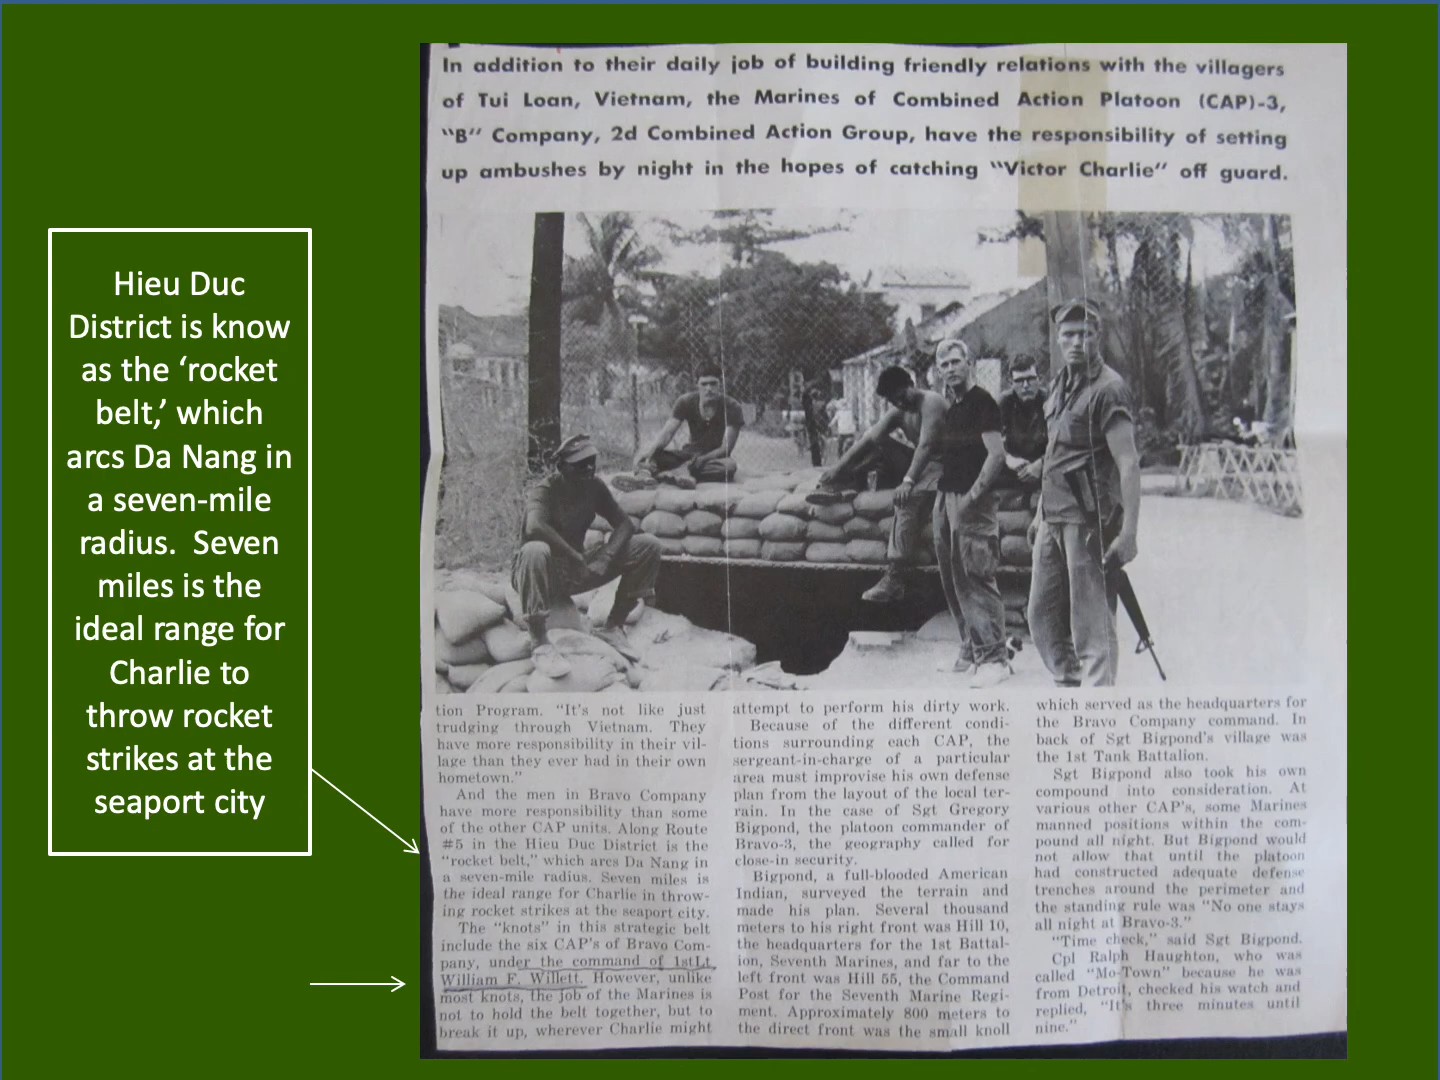 Hieu Duc
District is know
as the ‘rocket
belt,’ which
arcs Da Nang in
a seven-mile
radius.  Seven
miles is the
ideal range for
Charlie to
throw rocket
strikes at the
seaport city
In addition to their daily job of building friendly relations with the villagers
of Tui Loan, Vietnam, the Marines of Combined Action Platoon (CAP)-3,
"B" Company, 2d Combined Action Group, have the responsibility of setting
up ambushes by night in the hopes of catching "Victor Charlie" off guard.
tion Program. "It's not like just
trudging through Vietnam. They
have more responsibility in their vil-
lage than they ever had in their own
hometown."
And the men in Bravo Company
have more responsibility than some
of the other CAP units. Along Route
#5 in the Hieu Duc District is the
"rocket belt," which arcs Da Nang in
a seven-mile radius. Seven miles is
the ideal range for Charlie in throw-
ing rocket strikes at the seaport city.
The "knots" in this strategic belt
include the six CAP's of Bravo Com-
pany, under the command of 1stLt
William F. Willett. However, unlike
most knots, the job of the Marines is
not to hold the belt together, but to
break it up, wherever Charlie might
attempt to perform his dirty work.
Because of the different condi-
tions surrounding each CAP, the
sergeant-in-charge of a particular
area must improvise his own defense
plan from the layout of the local ter-
rain. In the case of Sgt Gregory
Bigpond, the platoon commander of
Bravo-3, the geography called for
close-in security.
Bigpond, a full-blooded American
Indian, surveyed the terrain and
made his plan. Several thousand
meters to his right front was Hill 10,
the headquarters for the 1st Battal-
ion, Seventh Marines, and far to the
left front was Hill 55, the Command
Post for the Seventh Marine Regi-
ment. Approximately 800 meters to
the direct front was the small knoll
which served as the headquarters for
the Bravo Company command. In
back of Sgt Bigpond's village was
the 1st Tank Battalion.
Sgt Bigpond also took his own
compound into consideration. At
various other CAP's, some Marines
manned positions within the com-
pound all night. But Bigpond would
not allow that until the platoon
had constructed adequate defense
trenches around the perimeter and
the standing rule was "No one stays
all night at Bravo-3."
"Time check," said Sgt Bigpond.
Cpl Ralph Haughton, who was
called "Mo-Town" because he was
from Detroit, checked his watch and
replied, "It's three minutes until
nine."